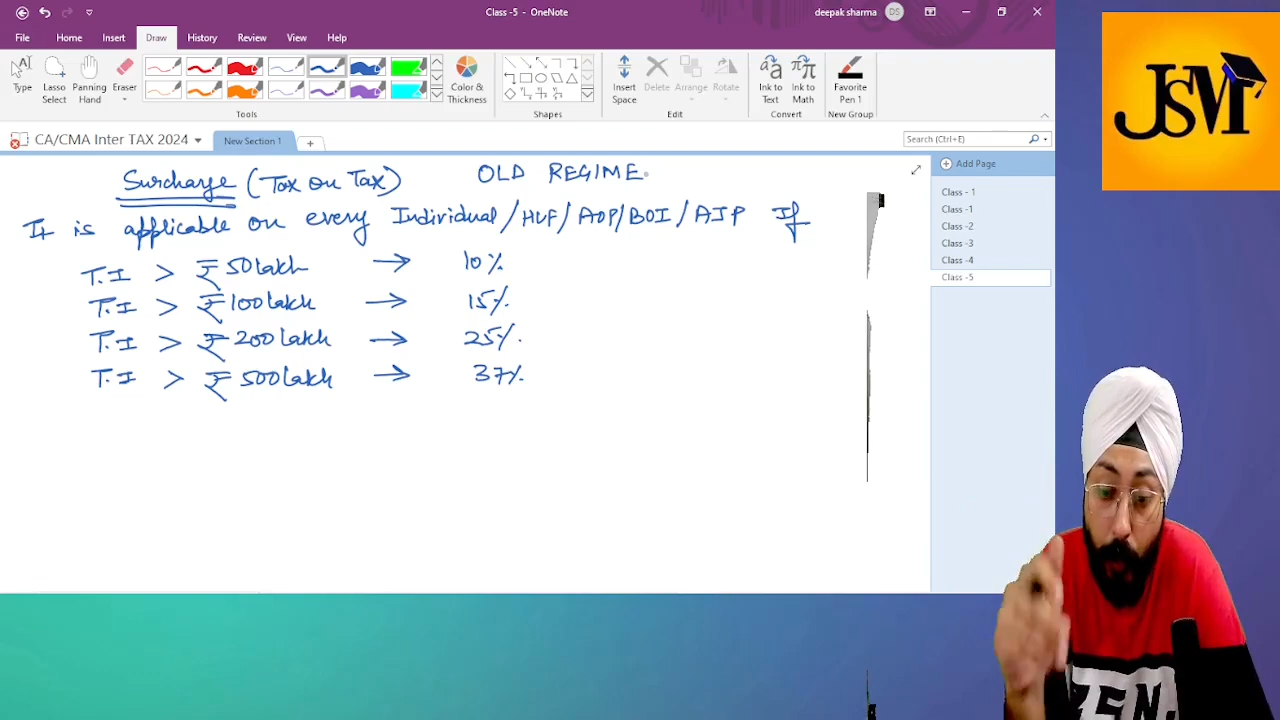 Class -5 - OneNote
deepak sharma
DS
File Home Insert Draw History Review View Help
Type
Lasso Select
Panning Hand
Eraser
Color & Thickness
Insert Space
Delete
Arrange
Rotate
Ink to Text
Ink to Math
Favorite Pen 1
Tools
Shapes
Edit
Convert
New Group
CA/CMA Inter TAX 2024
New Section 1
Search (Ctrl+E)
Add Page
Class - 1
Class -1
Class -2
Class -3
Class -4
Class -5
Surcharge (Tax on Tax) OLD REGIME
It is applicable on every Individual/HUF/AOP/BOI/AJP If
T.I > ₹ 50 lakh → 10%
T.I > ₹ 100 lakh → 15%
T.I > ₹ 200 lakh → 25%
T.I > ₹ 500 lakh → 37%
JSM